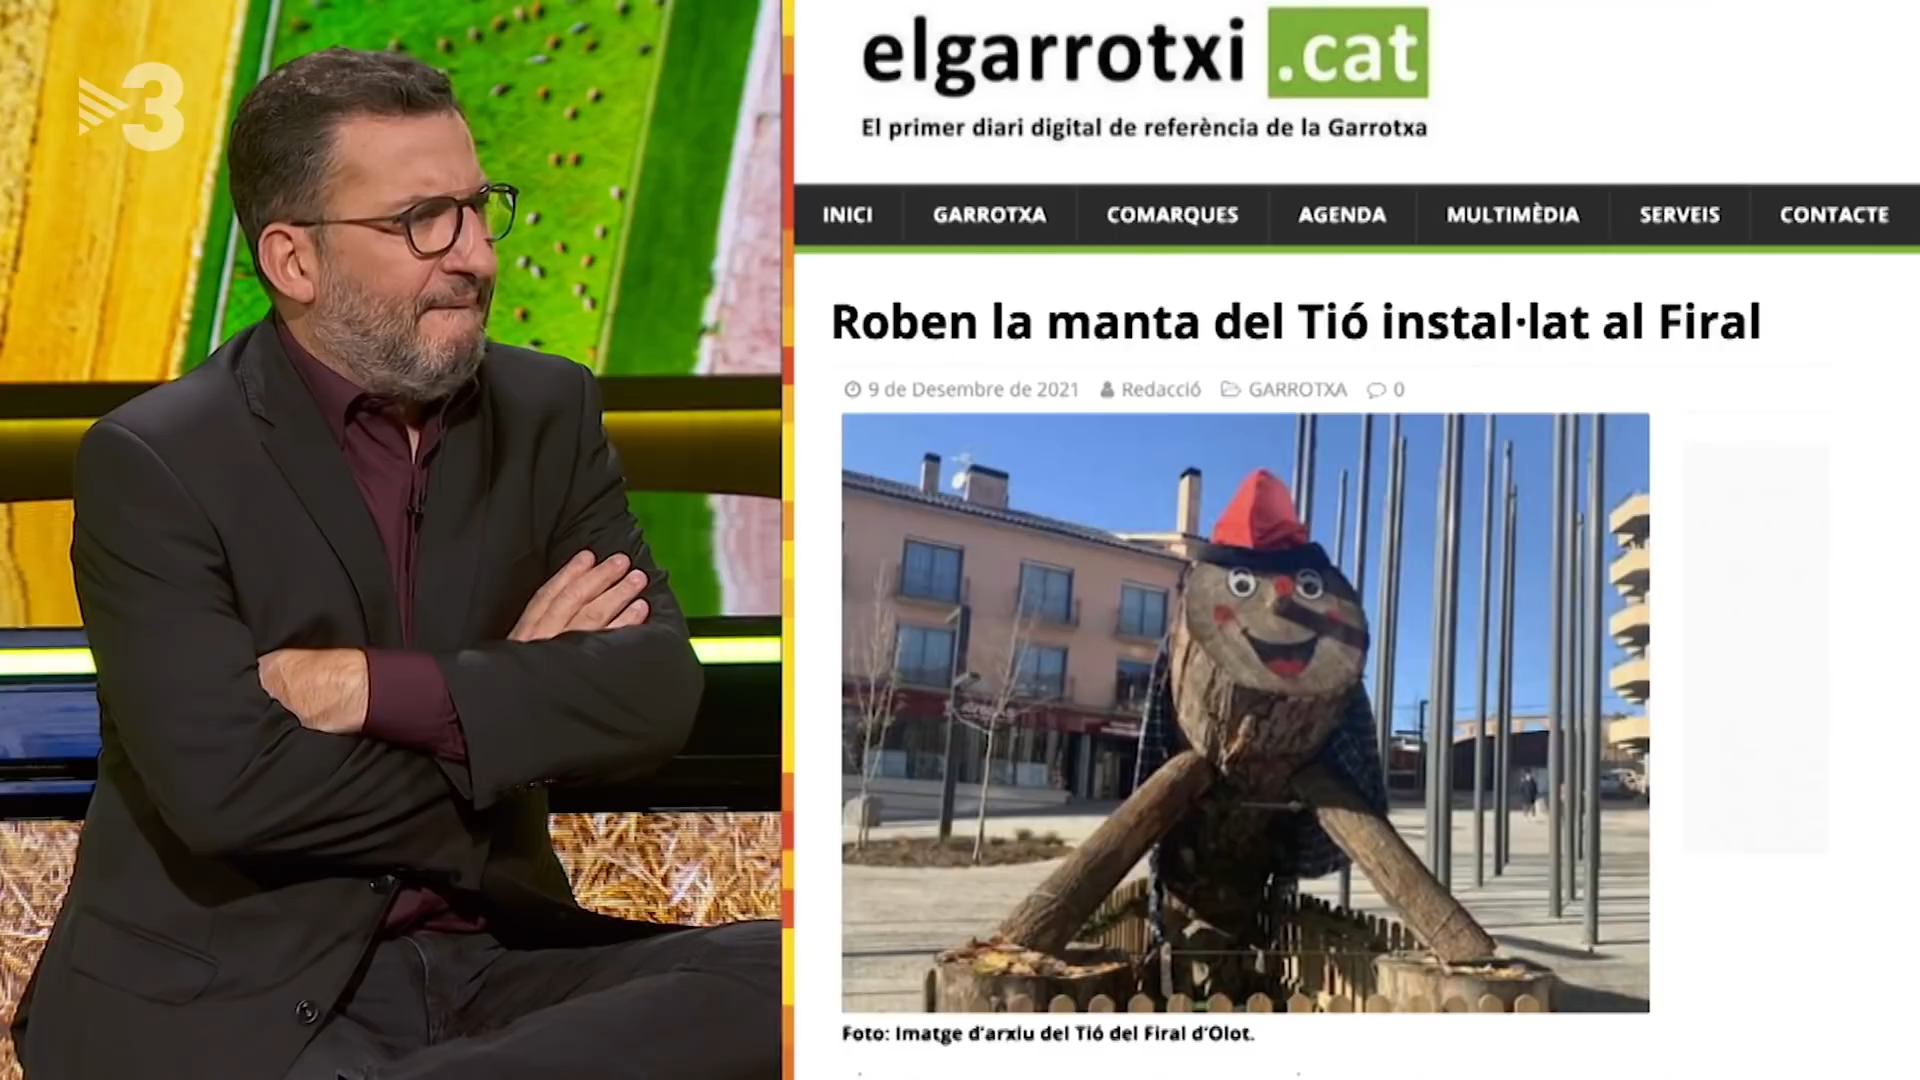 3
elgarrotxi .cat
El primer diari digital de referència de la Garrotxa
INICI GARROTXA COMARQUES AGENDA MULTIMÈDIA SERVEIS CONTACTE
Roben la manta del Tió instal·lat al Firal
9 de Desembre de 2021 Redacció GARROTXA 0
Foto: Imatge d'arxiu del Tió del Firal d'Olot.